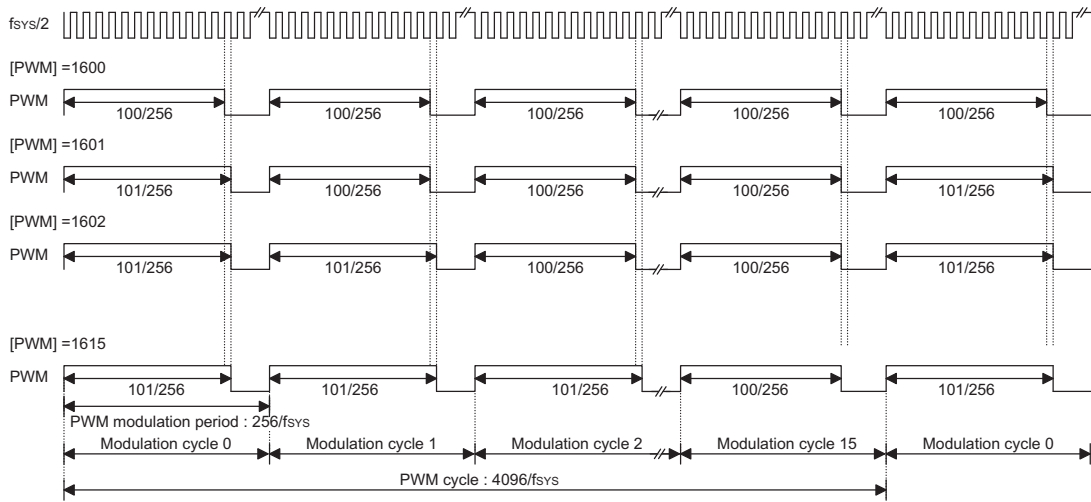 fSYS/2
[PWM] =1600
PWM
100/256 100/256 100/256 100/256 100/256
[PWM] =1601
PWM
101/256 100/256 100/256 100/256 101/256
[PWM] =1602
PWM
101/256 101/256 100/256 100/256 101/256
[PWM] =1615
PWM
101/256 101/256 101/256 100/256 101/256
PWM modulation period : 256/fSYS
Modulation cycle 0 Modulation cycle 1 Modulation cycle 2 Modulation cycle 15 Modulation cycle 0
PWM cycle : 4096/fSYS